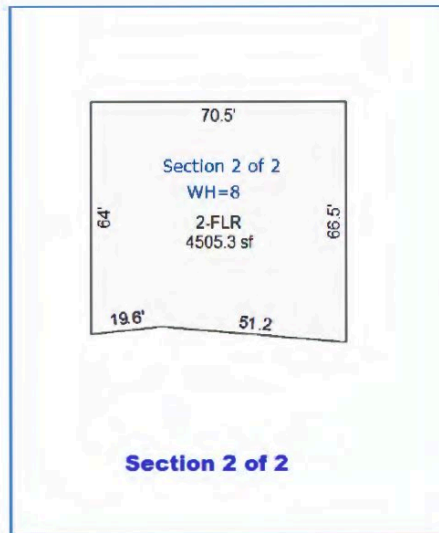 70.5'
Section 2 of 2
WH=8
2-FLR
4505.3 sf
64'
66.5'
19.6'
51.2
Section 2 of 2